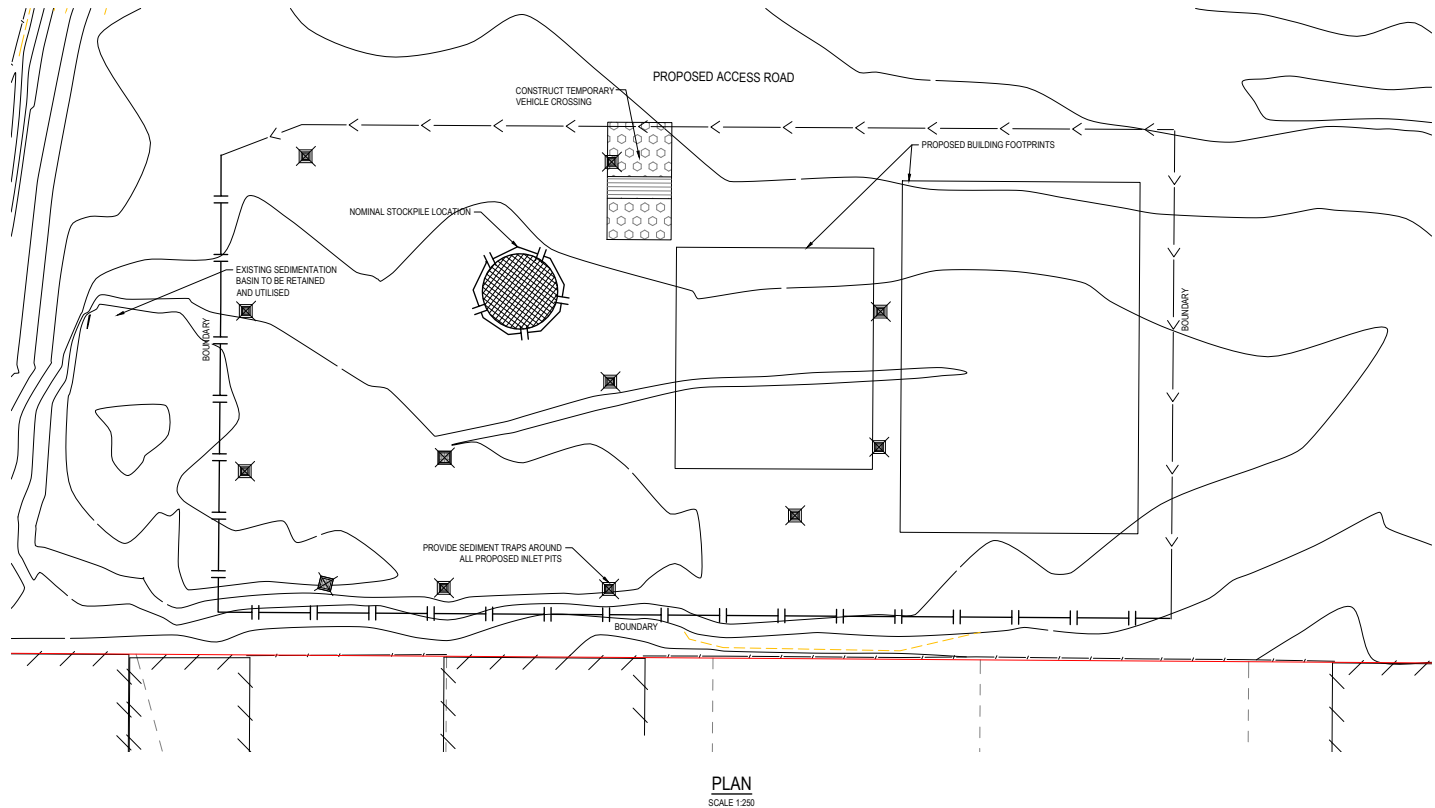 PROPOSED ACCESS ROAD
CONSTRUCT TEMPORARY
VEHICLE CROSSING
PROPOSED BUILDING FOOTPRINTS
NOMINAL STOCKPILE LOCATION
EXISTING SEDIMENTATION
BASIN TO BE RETAINED
AND UTILISED
BOUNDARY
BOUNDARY
PROVIDE SEDIMENT TRAPS AROUND
ALL PROPOSED INLET PITS
BOUNDARY
PLAN
SCALE 1:250